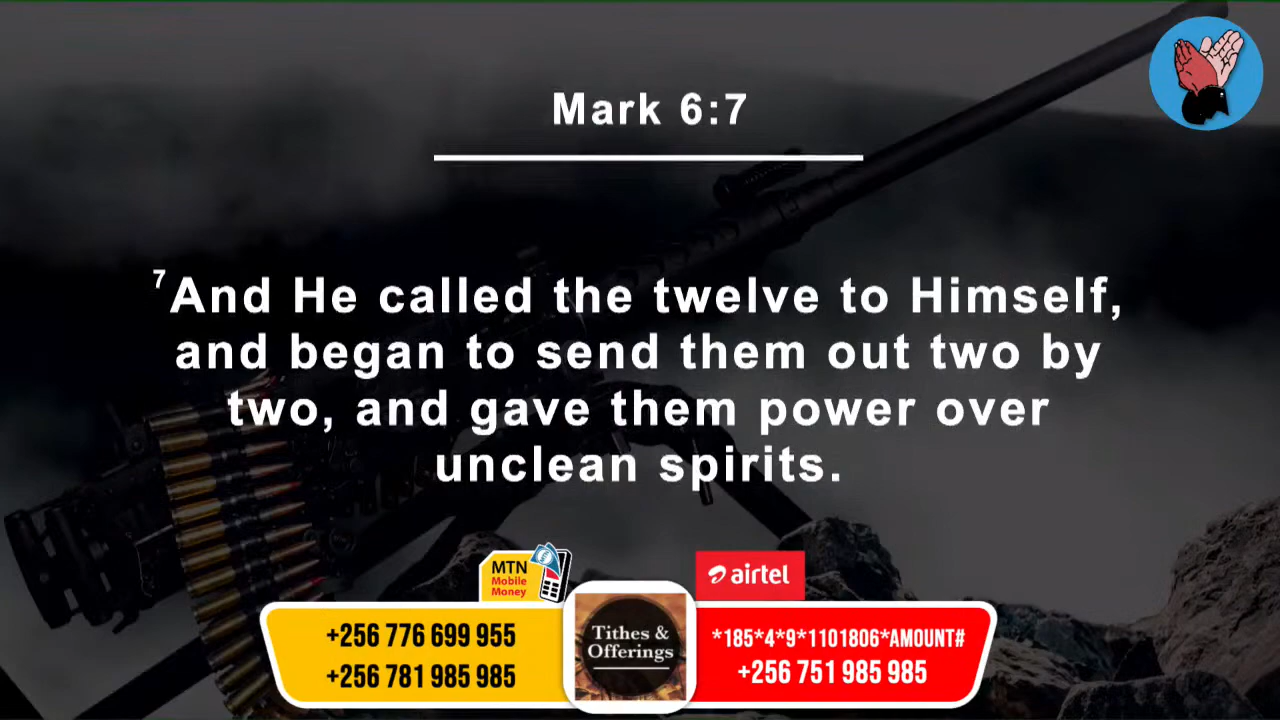 Mark 6:7
7And He called the twelve to Himself,
and began to send them out two by
two, and gave them power over
unclean spirits.
MTN
Mobile
Money
airtel
+256 776 699 955
+256 781 985 985
Tithes &
Offerings
*185*4*9*1101806*AMOUNT#
+256 751 985 985